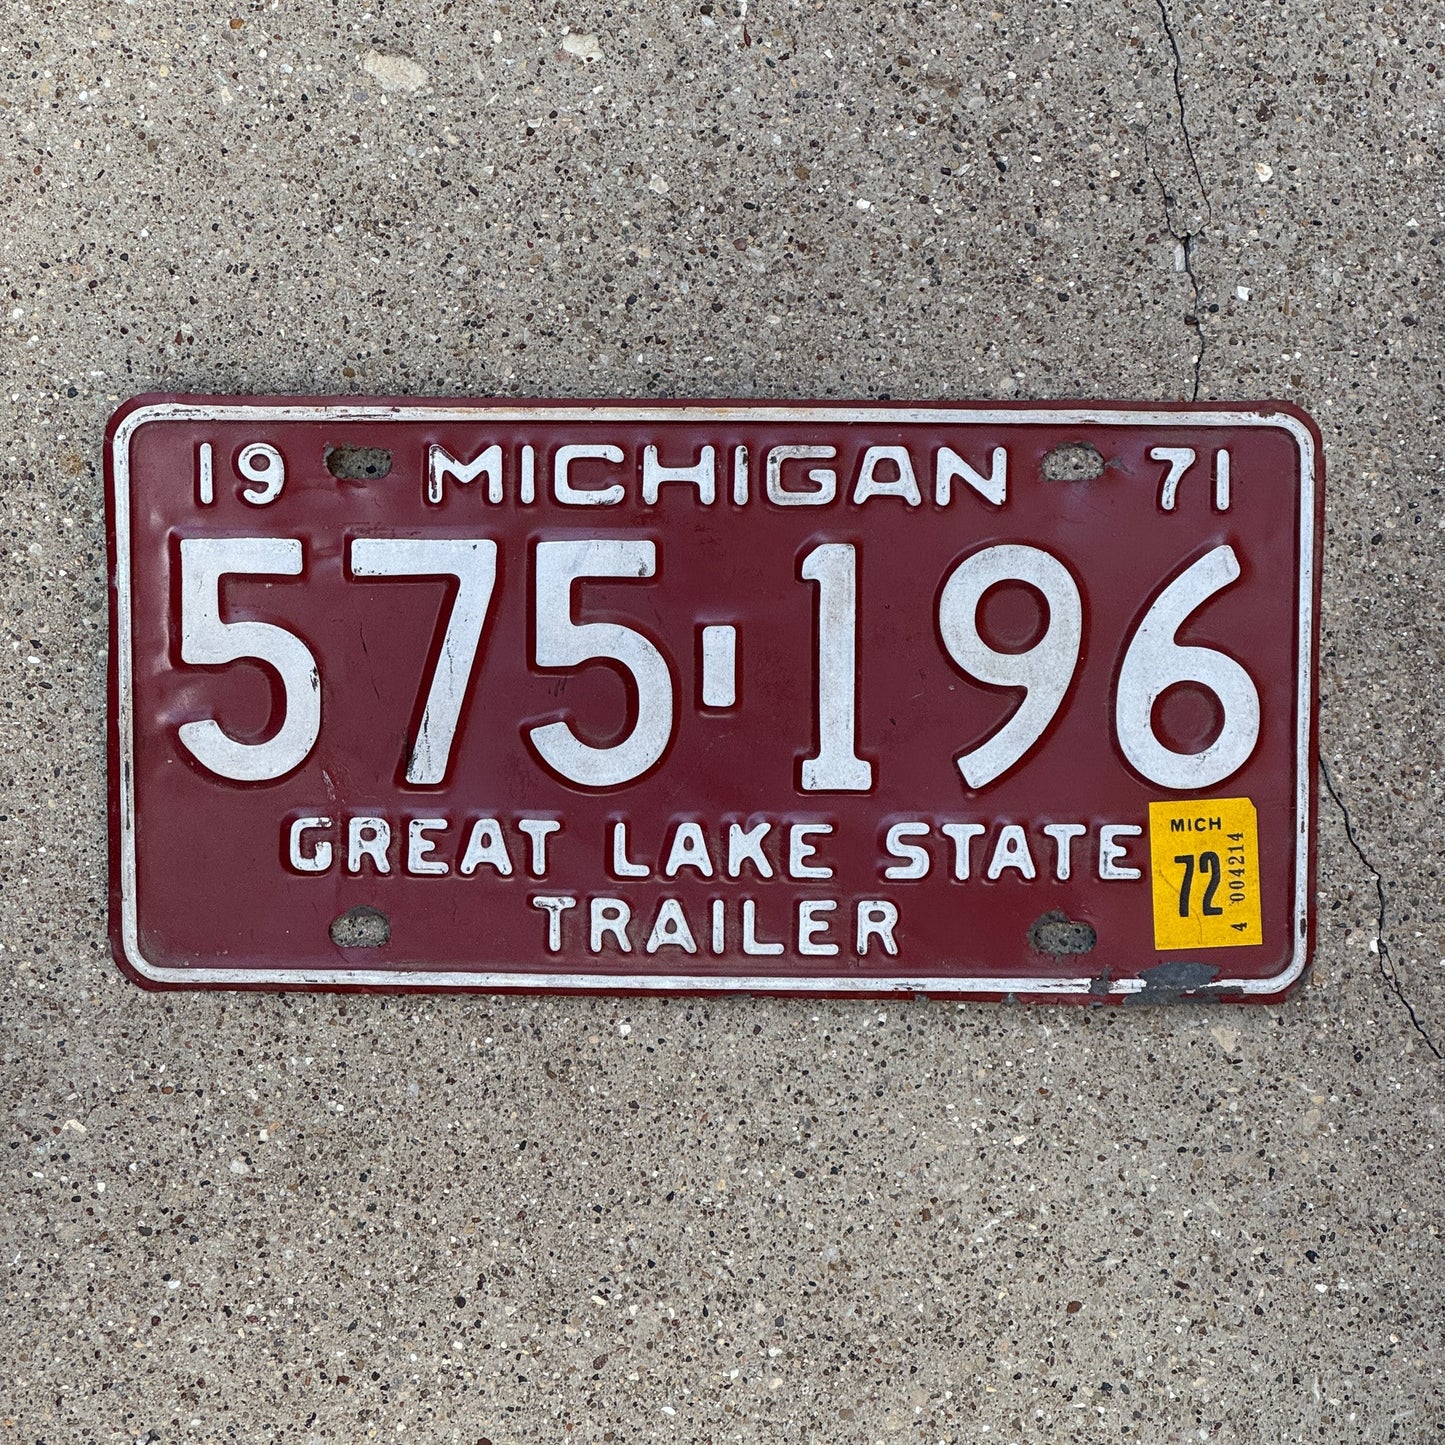 19 MICHIGAN 71
575-196
GREAT LAKE STATE
TRAILER
MICH
72
4 004214